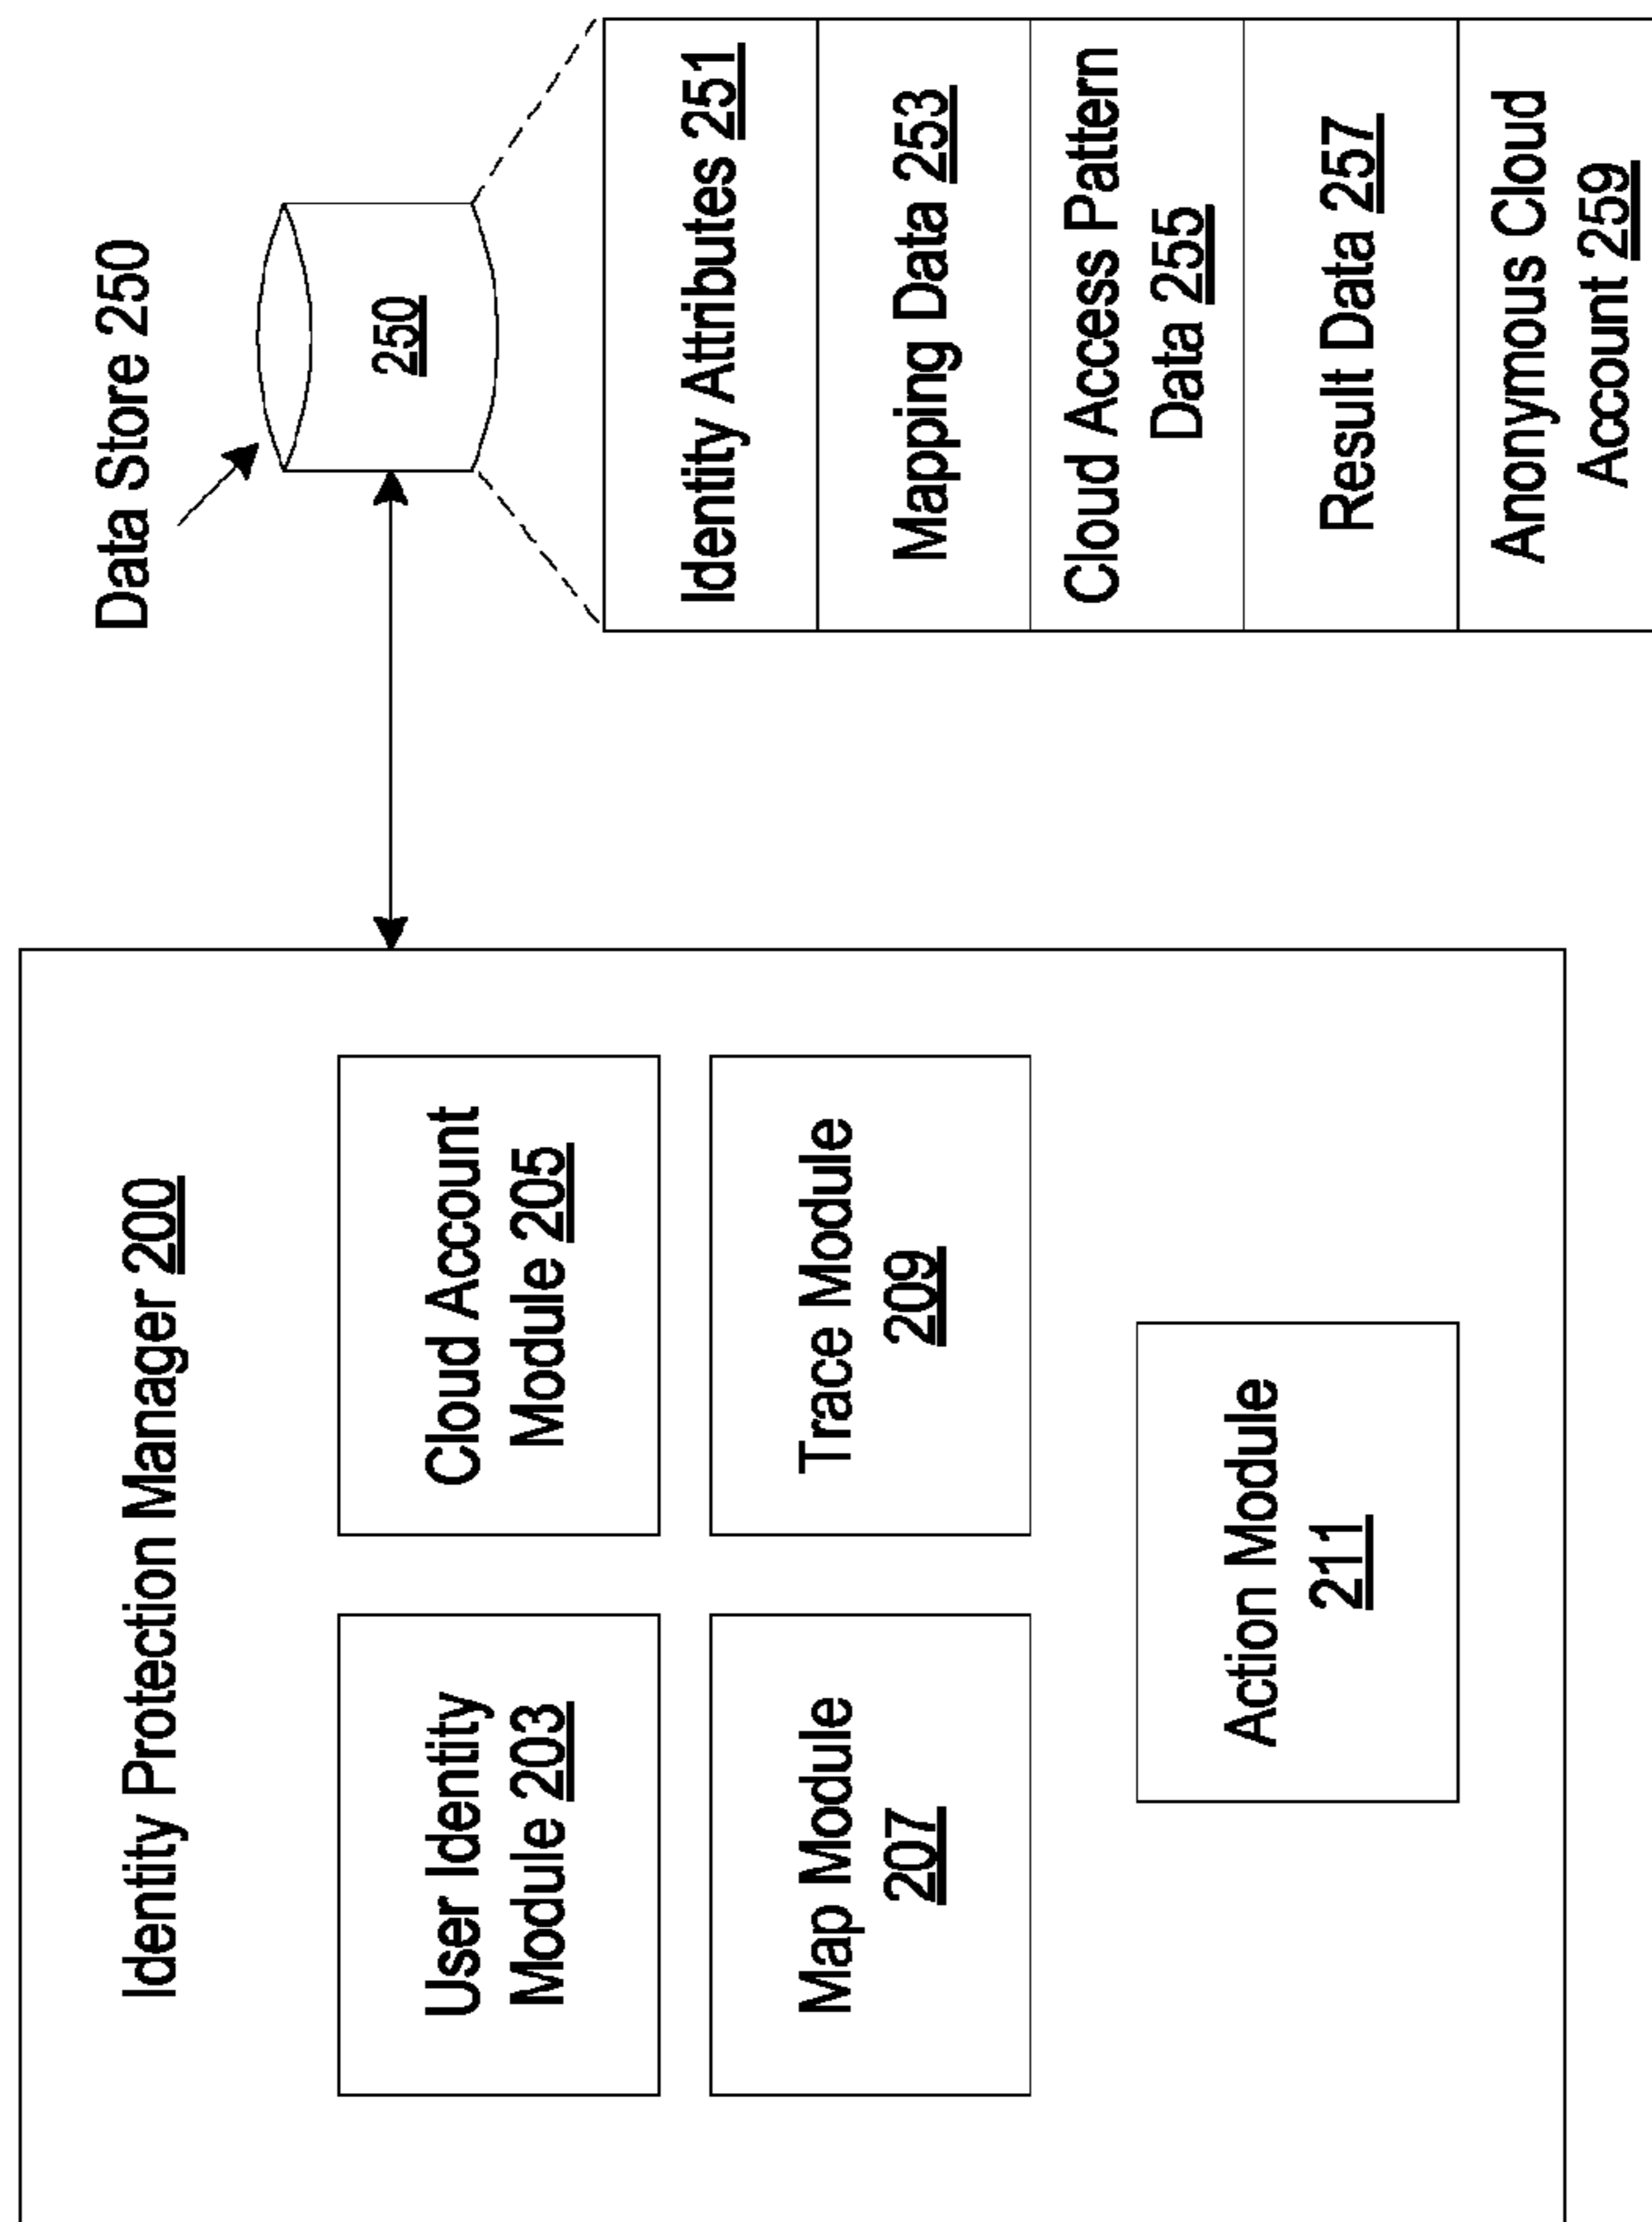 Identity Protection Manager 200
User Identity
Module 203
Cloud Account
Module 205
Map Module
207
Trace Module
209
Action Module
211
Data Store 250
250
Identity Attributes 251
Mapping Data 253
Cloud Access Pattern
Data 255
Result Data 257
Anonymous Cloud
Account 259